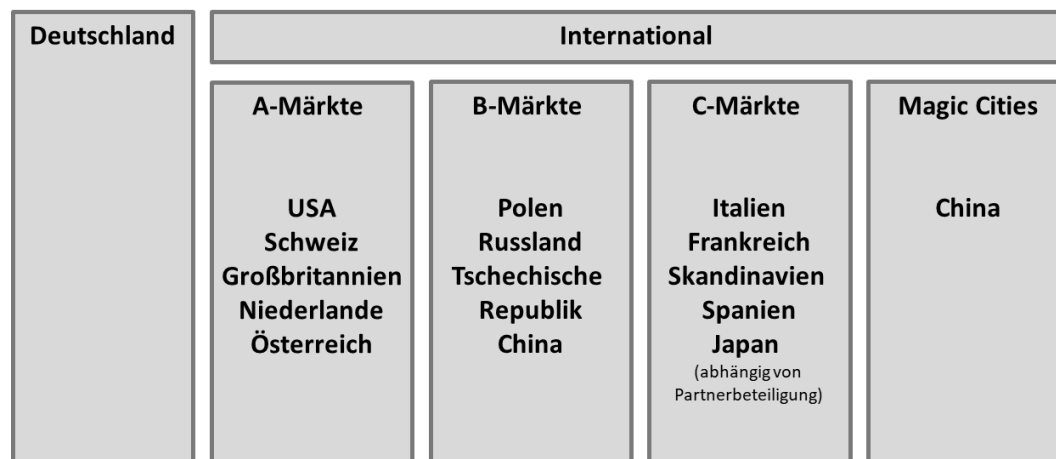 Deutschland
International
A-Märkte
USA
Schweiz
Großbritannien
Niederlande
Österreich
B-Märkte
Polen
Russland
Tschechische
Republik
China
C-Märkte
Italien
Frankreich
Skandinavien
Spanien
Japan
(abhängig von
Partnerbeteiligung)
Magic Cities
China